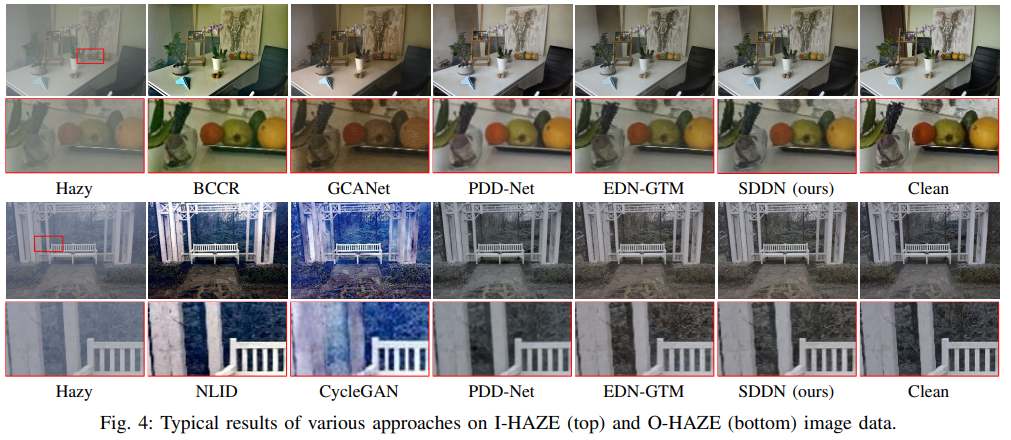 Hazy BCCR GCANet PDD-Net EDN-GTM SDDN (ours) Clean
Hazy NLID CycleGAN PDD-Net EDN-GTM SDDN (ours) Clean
Fig. 4: Typical results of various approaches on I-HAZE (top) and O-HAZE (bottom) image data.